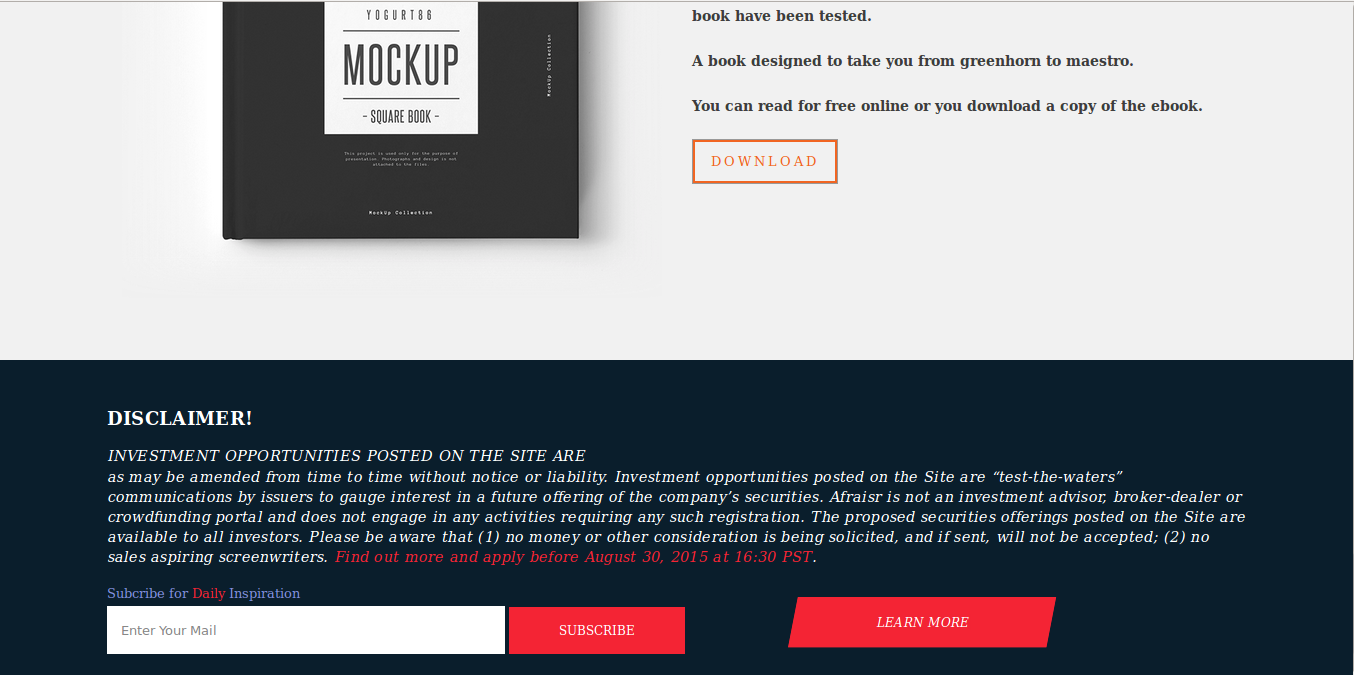 YOGURT86
MOCKUP
- SQUARE BOOK -
MockUp Collection
This project is used only for the purpose of
presentation. Photographs and design is not
attached to the files.
MockUp Collection
book have been tested.
A book designed to take you from greenhorn to maestro.
You can read for free online or you download a copy of the ebook.
DOWNLOAD
DISCLAIMER!
INVESTMENT OPPORTUNITIES POSTED ON THE SITE ARE
as may be amended from time to time without notice or liability. Investment opportunities posted on the Site are “test-the-waters”
communications by issuers to gauge interest in a future offering of the company’s securities. Afraisr is not an investment advisor, broker-dealer or
crowdfunding portal and does not engage in any activities requiring any such registration. The proposed securities offerings posted on the Site are
available to all investors. Please be aware that (1) no money or other consideration is being solicited, and if sent, will not be accepted; (2) no
sales aspiring screenwriters. Find out more and apply before August 30, 2015 at 16:30 PST.
Subcribe for Daily Inspiration
Enter Your Mail
SUBSCRIBE
LEARN MORE